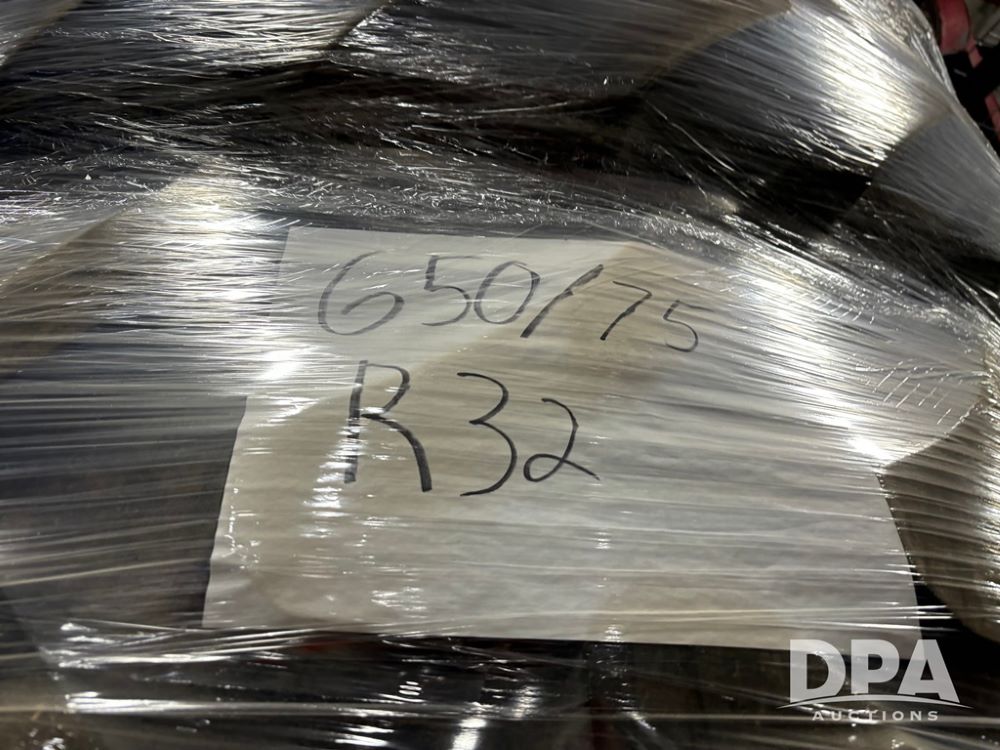 650/75
R32
DPA
AUCTIONS